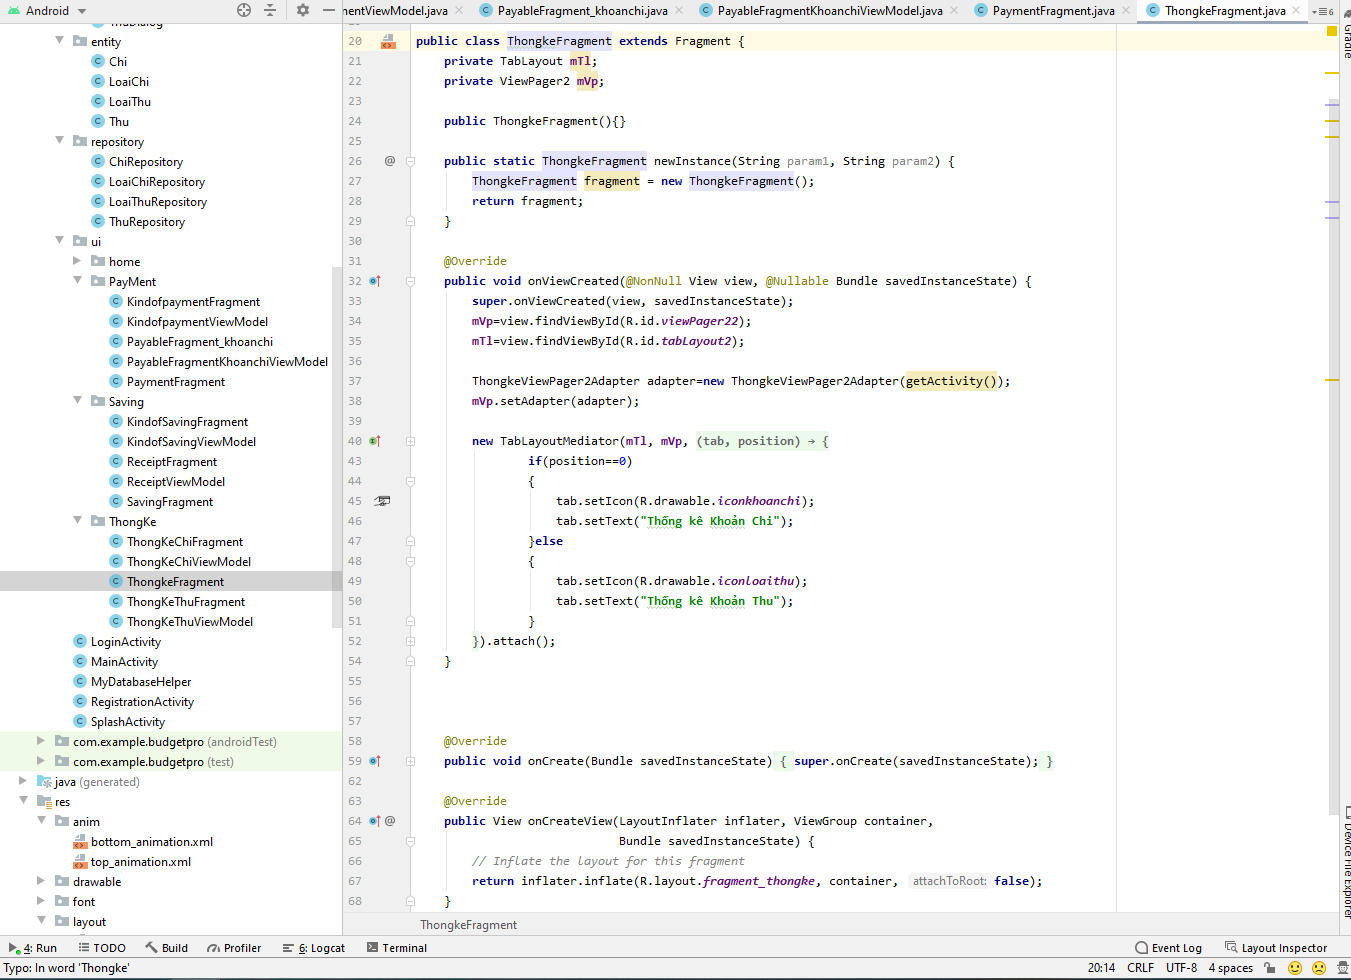 Android
mentViewModel.java
PayableFragment_khoanchi.java
PayableFragmentKhoanchiViewModel.java
PaymentFragment.java
ThongkeFragment.java
6
entity
Chi
LoaiChi
LoaiThu
Thu
repository
ChiRepository
LoaiChiRepository
LoaiThuRepository
ThuRepository
ui
home
PayMent
KindofpaymentFragment
KindofpaymentViewModel
PayableFragment_khoanchi
PayableFragmentKhoanchiViewModel
PaymentFragment
Saving
KindofSavingFragment
KindofSavingViewModel
ReceiptFragment
ReceiptViewModel
SavingFragment
ThongKe
ThongKeChiFragment
ThongKeChiViewModel
ThongkeFragment
ThongKeThuFragment
ThongKeThuViewModel
LoginActivity
MainActivity
MyDatabaseHelper
RegistrationActivity
SplashActivity
com.example.budgetpro (androidTest)
com.example.budgetpro (test)
java (generated)
res
anim
bottom_animation.xml
top_animation.xml
drawable
font
layout
20 public class ThongkeFragment extends Fragment {
21 private TabLayout mTl;
22 private ViewPager2 mVp;
23
24 public ThongkeFragment(){}
25
26 @ public static ThongkeFragment newInstance(String param1, String param2) {
27 ThongkeFragment fragment = new ThongkeFragment();
28 return fragment;
29 }
30
31 @Override
32 public void onViewCreated(@NonNull View view, @Nullable Bundle savedInstanceState) {
33 super.onViewCreated(view, savedInstanceState);
34 mVp=view.findViewById(R.id.viewPager22);
35 mTl=view.findViewById(R.id.tabLayout2);
36
37 ThongkeViewPager2Adapter adapter=new ThongkeViewPager2Adapter(getActivity());
38 mVp.setAdapter(adapter);
39
40 new TabLayoutMediator(mTl, mVp, (tab, position) → {
43 if(position==0)
44 {
45 tab.setIcon(R.drawable.iconkhoanchi);
46 tab.setText("Thống kê Khoản Chi");
47 }else
48 {
49 tab.setIcon(R.drawable.iconloaithu);
50 tab.setText("Thống kê Khoản Thu");
51 }
52 }).attach();
54 }
55
56
57
58 @Override
59 public void onCreate(Bundle savedInstanceState) { super.onCreate(savedInstanceState); }
62
63 @Override
64 @ public View onCreateView(LayoutInflater inflater, ViewGroup container,
65 Bundle savedInstanceState) {
66 // Inflate the layout for this fragment
67 return inflater.inflate(R.layout.fragment_thongke, container, attachToRoot: false);
68 }
ThongkeFragment
Gradle
Device File Explorer
4: Run
TODO
Build
Profiler
6: Logcat
Terminal
Event Log
Layout Inspector
Typo: In word 'Thongke'
20:14
CRLF
UTF-8
4 spaces